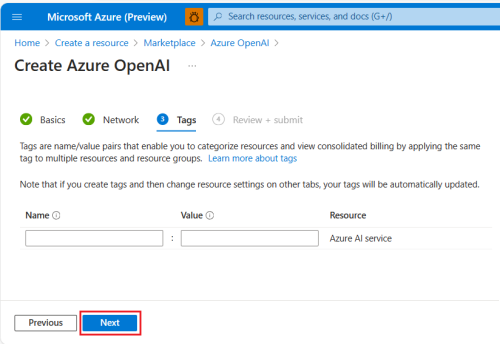 Microsoft Azure (Preview) Search resources, services, and docs (G+/)
Home > Create a resource > Marketplace > Azure OpenAI >
Create Azure OpenAI ...
Basics Network 3 Tags 4 Review + submit
Tags are name/value pairs that enable you to categorize resources and view consolidated billing by applying the same
tag to multiple resources and resource groups. Learn more about tags
Note that if you create tags and then change resource settings on other tabs, your tags will be automatically updated.
Name Value Resource
: Azure AI service
Previous Next